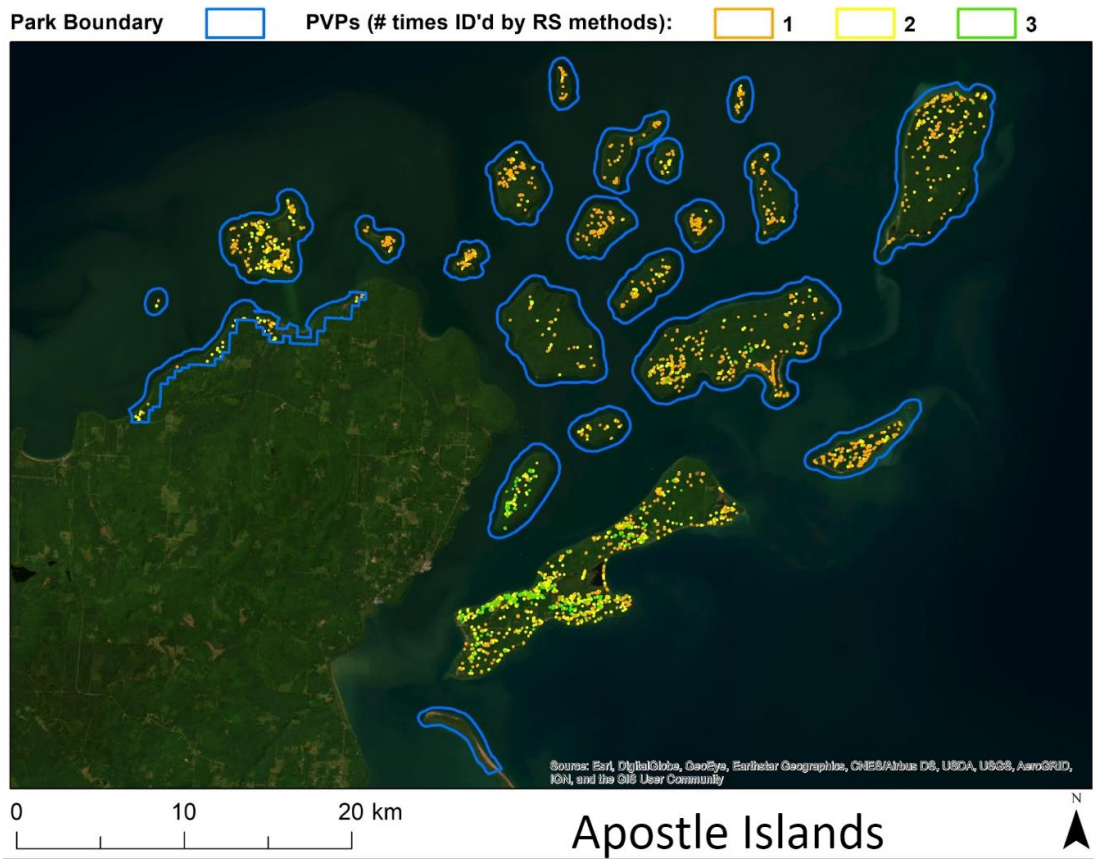 Park Boundary PVPs (# times ID'd by RS methods): 1 2 3
Source: Esri, DigitalGlobe, GeoEye, Earthstar Geographics, CNES/Airbus DS, USDA, USGS, AeroGRID,
IGN, and the GIS User Community
0 10 20 km
Apostle Islands
N